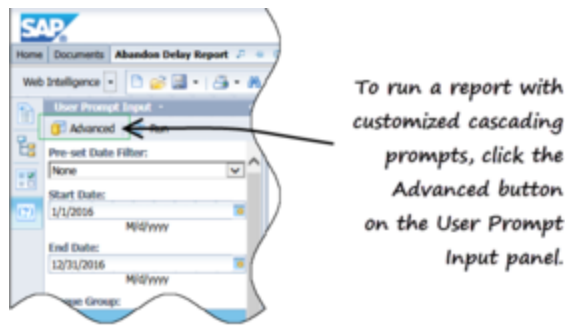 SAP
Home Documents Abandon Delay Report
Web Intelligence
User Prompt Input
Advanced Run
Pre-set Date Filter:
None
Start Date:
1/1/2016
M/d/yyyy
End Date:
12/31/2016
M/d/yyyy
Group:
To run a report with
customized cascading
prompts, click the
Advanced button
on the User Prompt
Input panel.